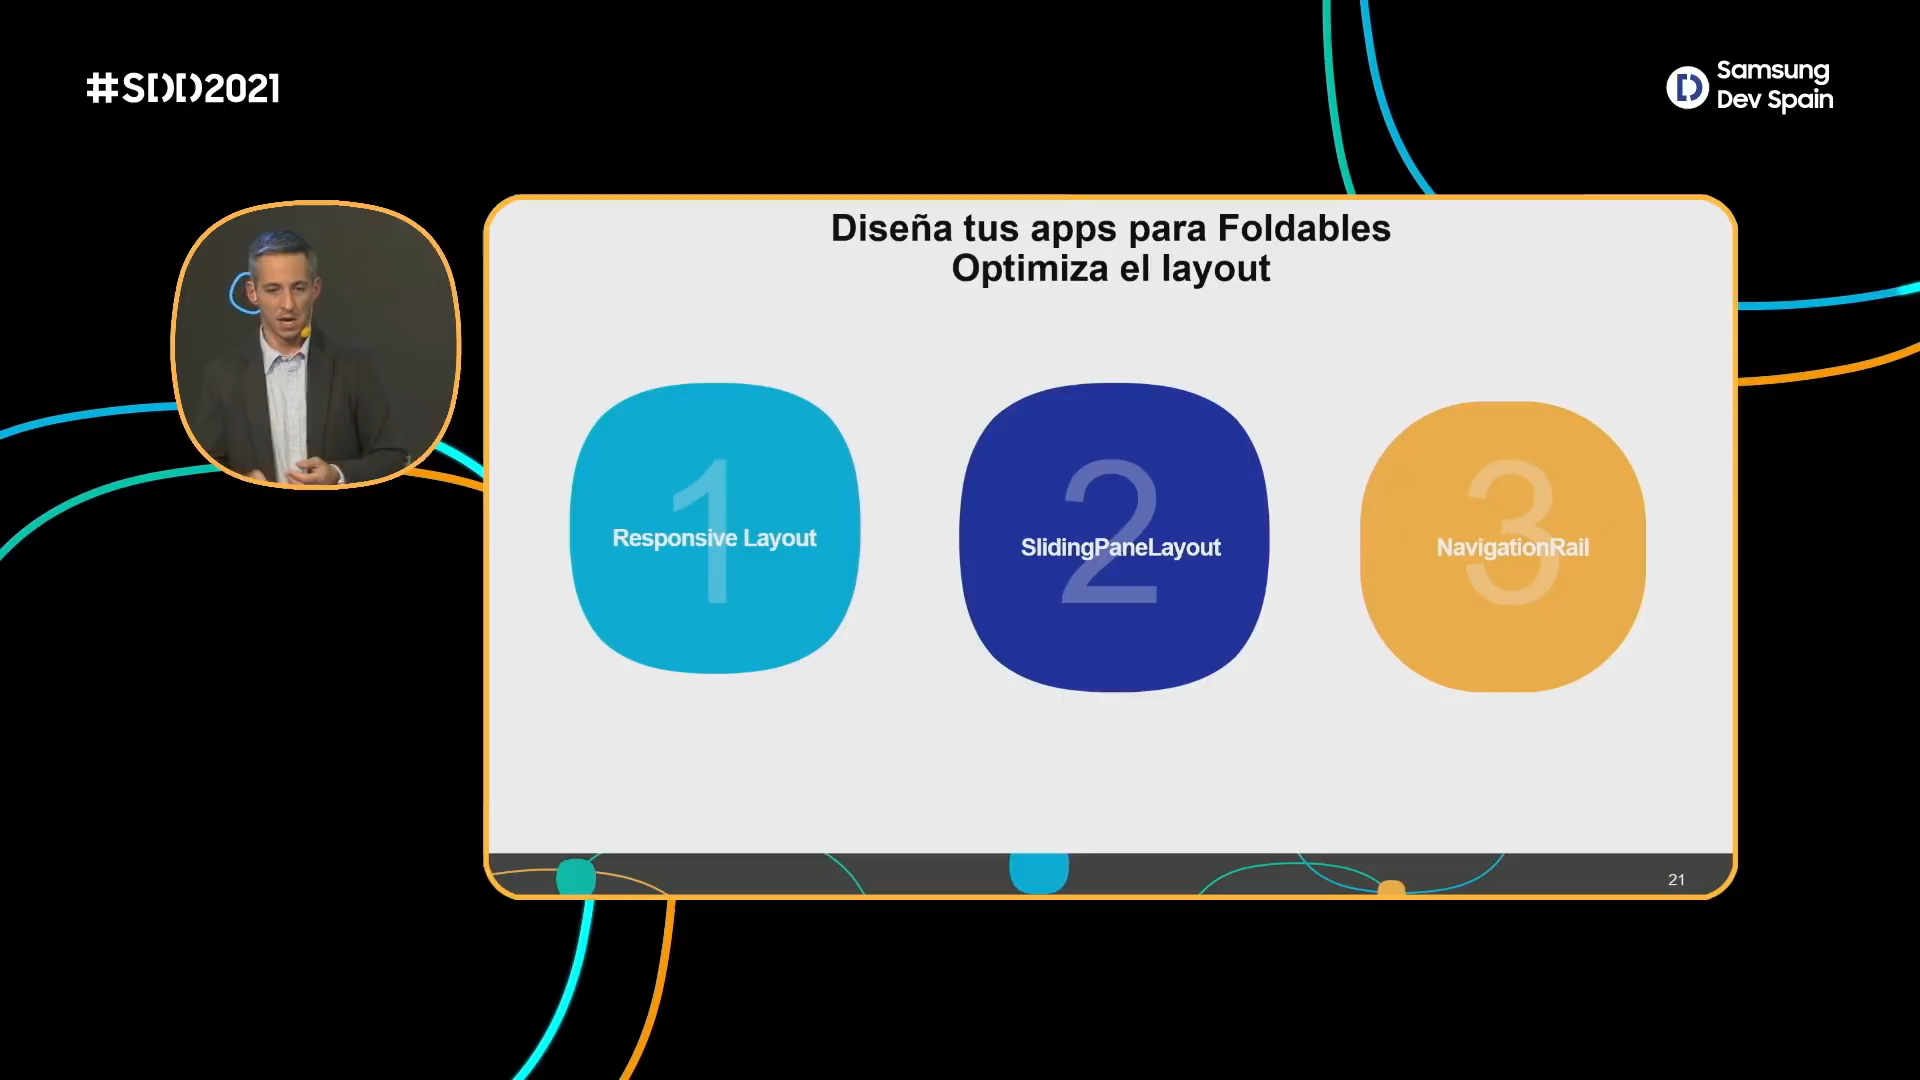 #SDD2021
Samsung
Dev Spain
Diseña tus apps para Foldables
Optimiza el layout
1
Responsive Layout
2
SlidingPaneLayout
3
NavigationRail
21